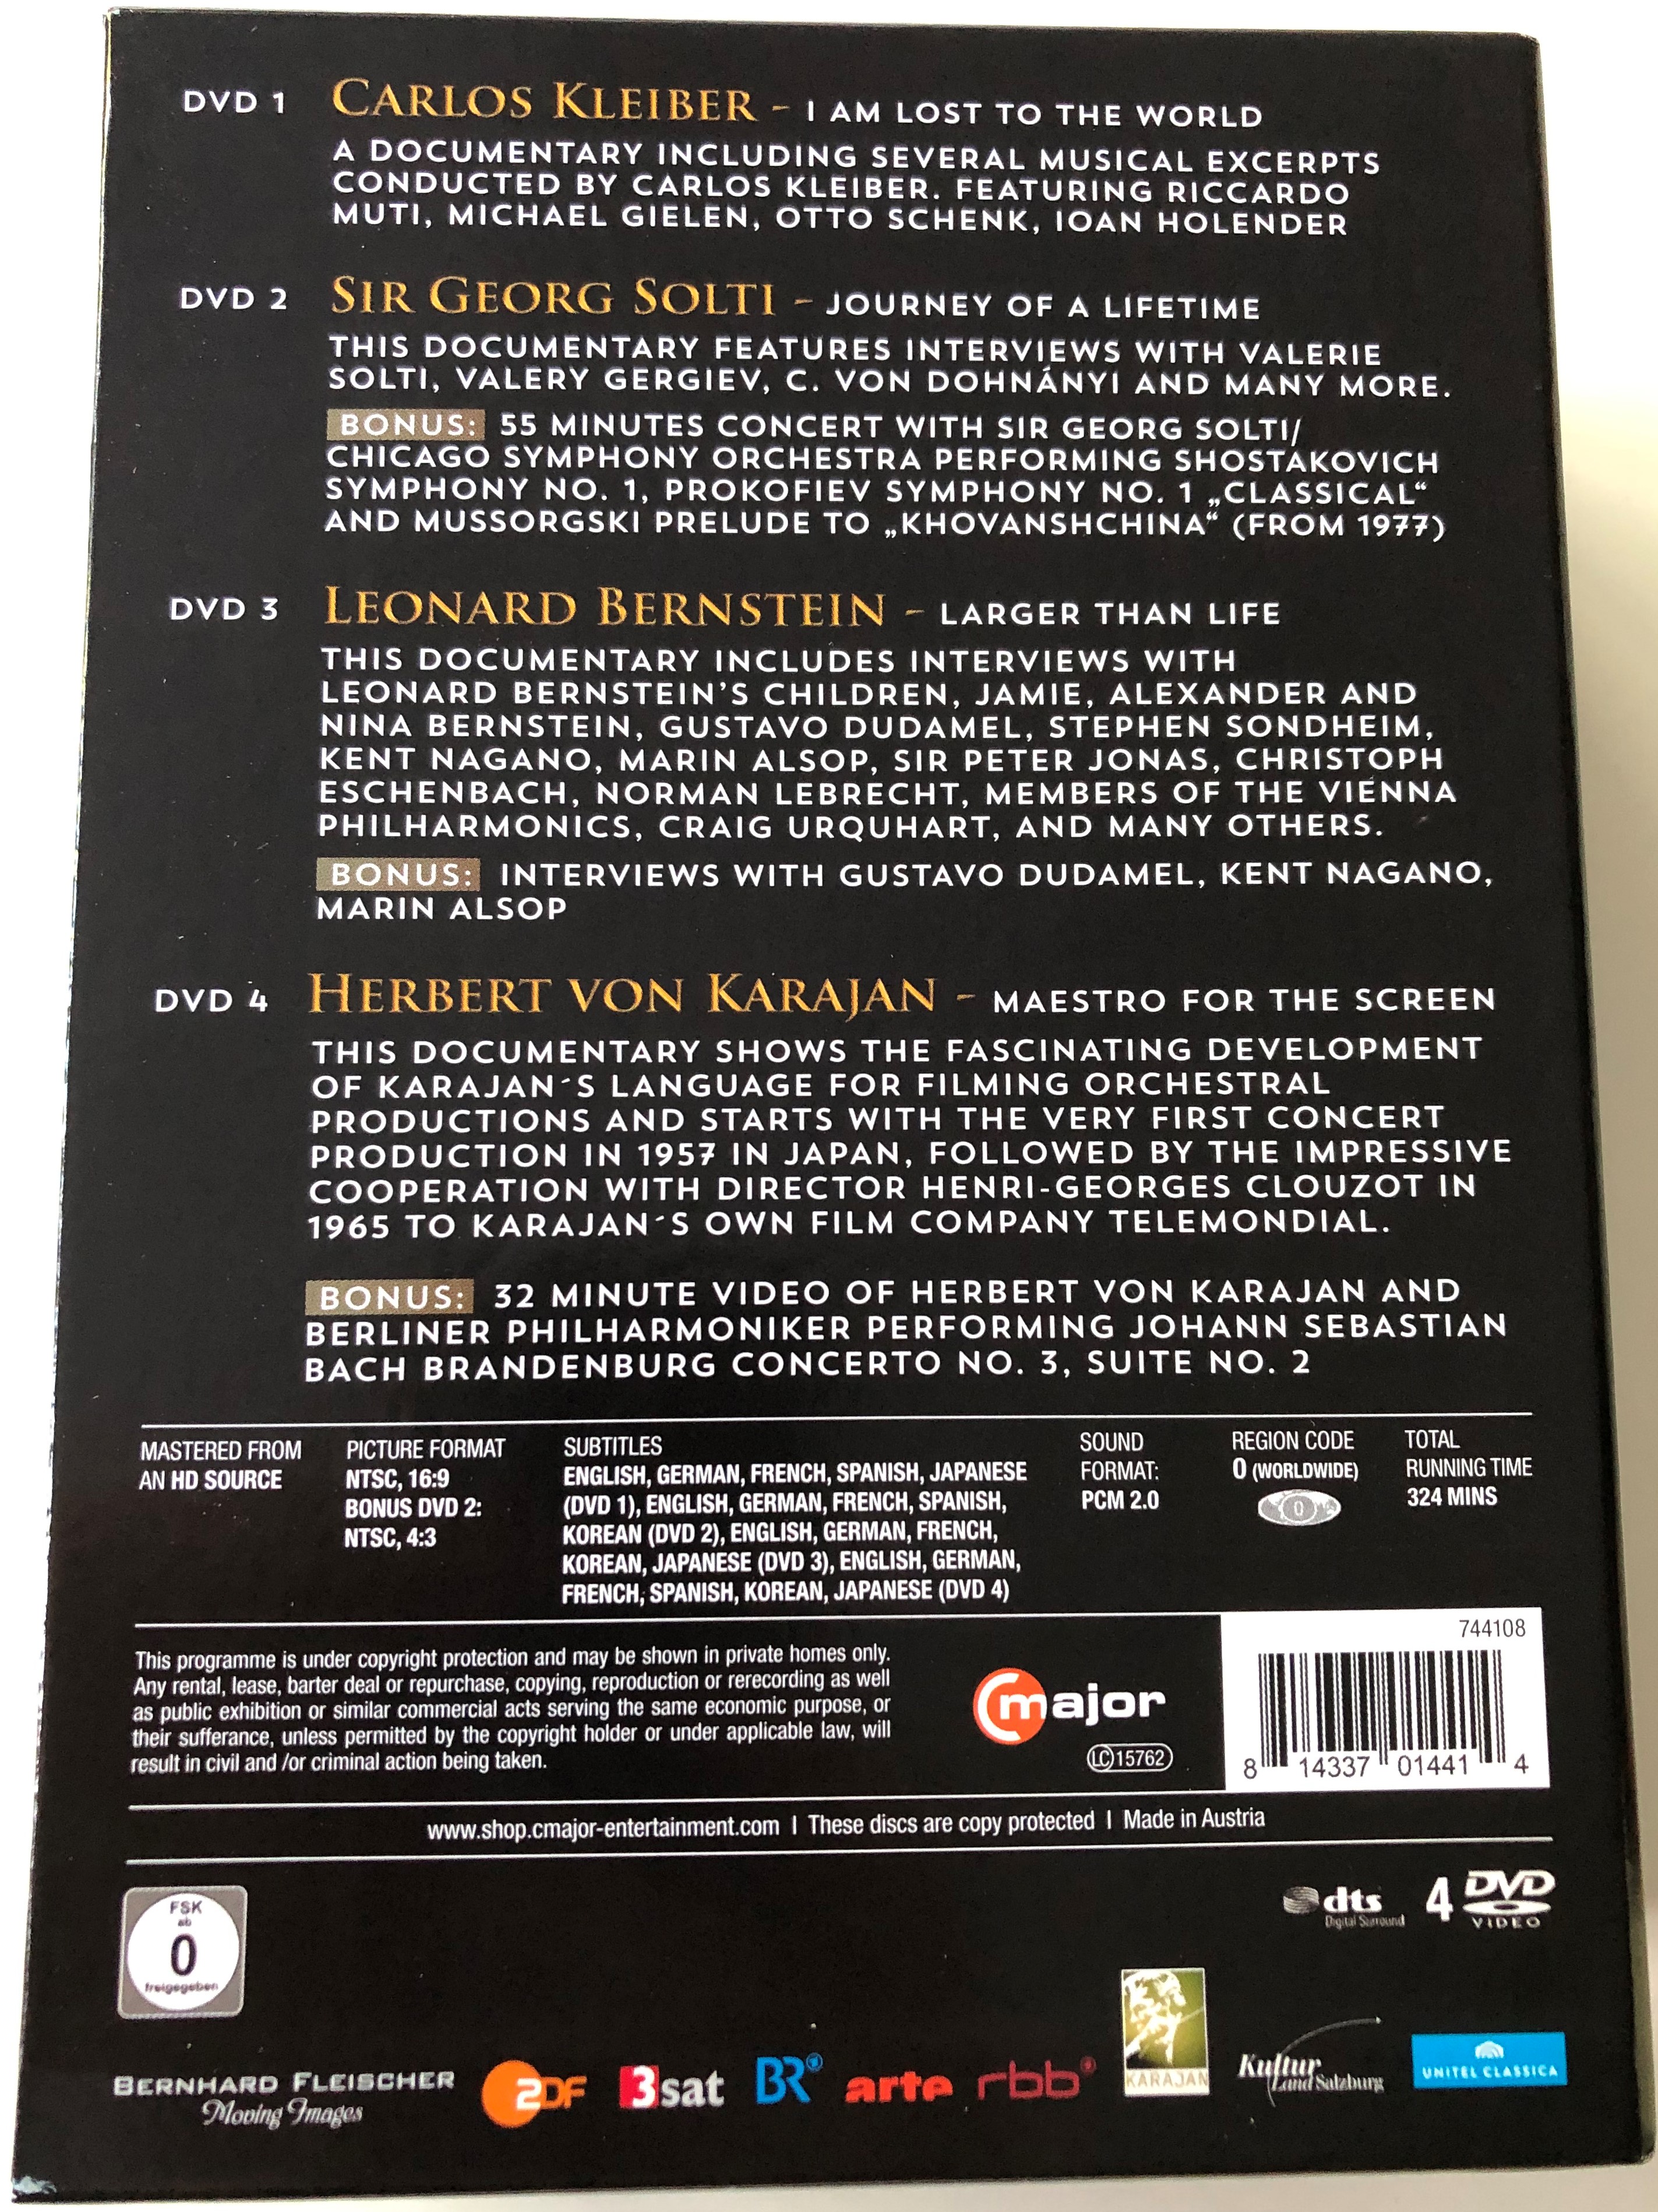 DVD 1 CARLOS KLEIBER - I AM LOST TO THE WORLD
A DOCUMENTARY INCLUDING SEVERAL MUSICAL EXCERPTS
CONDUCTED BY CARLOS KLEIBER. FEATURING RICCARDO
MUTI, MICHAEL GIELEN, OTTO SCHENK, IOAN HOLENDER
DVD 2 SIR GEORG SOLTI - JOURNEY OF A LIFETIME
THIS DOCUMENTARY FEATURES INTERVIEWS WITH VALERIE
SOLTI, VALERY GERGIEV, C. VON DOHNÁNYI AND MANY MORE.
BONUS: 55 MINUTES CONCERT WITH SIR GEORG SOLTI/
CHICAGO SYMPHONY ORCHESTRA PERFORMING SHOSTAKOVICH
SYMPHONY NO. 1, PROKOFIEV SYMPHONY NO. 1 „CLASSICAL“
AND MUSSORGSKI PRELUDE TO „KHOVANSHCHINA“ (FROM 1977)
DVD 3 LEONARD BERNSTEIN - LARGER THAN LIFE
THIS DOCUMENTARY INCLUDES INTERVIEWS WITH
LEONARD BERNSTEIN'S CHILDREN, JAMIE, ALEXANDER AND
NINA BERNSTEIN, GUSTAVO DUDAMEL, STEPHEN SONDHEIM,
KENT NAGANO, MARIN ALSOP, SIR PETER JONAS, CHRISTOPH
ESCHENBACH, NORMAN LEBRECHT, MEMBERS OF THE VIENNA
PHILHARMONICS, CRAIG URQUHART, AND MANY OTHERS.
BONUS: INTERVIEWS WITH GUSTAVO DUDAMEL, KENT NAGANO,
MARIN ALSOP
DVD 4 HERBERT VON KARAJAN - MAESTRO FOR THE SCREEN
THIS DOCUMENTARY SHOWS THE FASCINATING DEVELOPMENT
OF KARAJAN´S LANGUAGE FOR FILMING ORCHESTRAL
PRODUCTIONS AND STARTS WITH THE VERY FIRST CONCERT
PRODUCTION IN 1957 IN JAPAN, FOLLOWED BY THE IMPRESSIVE
COOPERATION WITH DIRECTOR HENRI-GEORGES CLOUZOT IN
1965 TO KARAJAN´S OWN FILM COMPANY TELEMONDIAL.
BONUS: 32 MINUTE VIDEO OF HERBERT VON KARAJAN AND
BERLINER PHILHARMONIKER PERFORMING JOHANN SEBASTIAN
BACH BRANDENBURG CONCERTO NO. 3, SUITE NO. 2
MASTERED FROM
AN HD SOURCE
PICTURE FORMAT
NTSC, 16:9
BONUS DVD 2:
NTSC, 4:3
SUBTITLES
ENGLISH, GERMAN, FRENCH, SPANISH, JAPANESE
(DVD 1), ENGLISH, GERMAN, FRENCH, SPANISH,
KOREAN (DVD 2), ENGLISH, GERMAN, FRENCH,
KOREAN, JAPANESE (DVD 3), ENGLISH, GERMAN,
FRENCH, SPANISH, KOREAN, JAPANESE (DVD 4)
SOUND
FORMAT:
PCM 2.0
REGION CODE
0 (WORLDWIDE)
0
TOTAL
RUNNING TIME
324 MINS
This programme is under copyright protection and may be shown in private homes only.
Any rental, lease, barter deal or repurchase, copying, reproduction or rerecording as well
as public exhibition or similar commercial acts serving the same economic purpose, or
their sufferance, unless permitted by the copyright holder or under applicable law, will
result in civil and /or criminal action being taken.
Cmajor
LC 15762
744108
8 14337 01441 4
www.shop.cmajor-entertainment.com I These discs are copy protected I Made in Austria
FSK
ab
0
freigegeben
dts
Digital Surround
4 DVD
VIDEO
BERNHARD FLEISCHER
Moving Images
ZDF
3sat
BR
arte
rbb
KARAJAN
Kultur
Land Salzburg
UNITEL CLASSICA